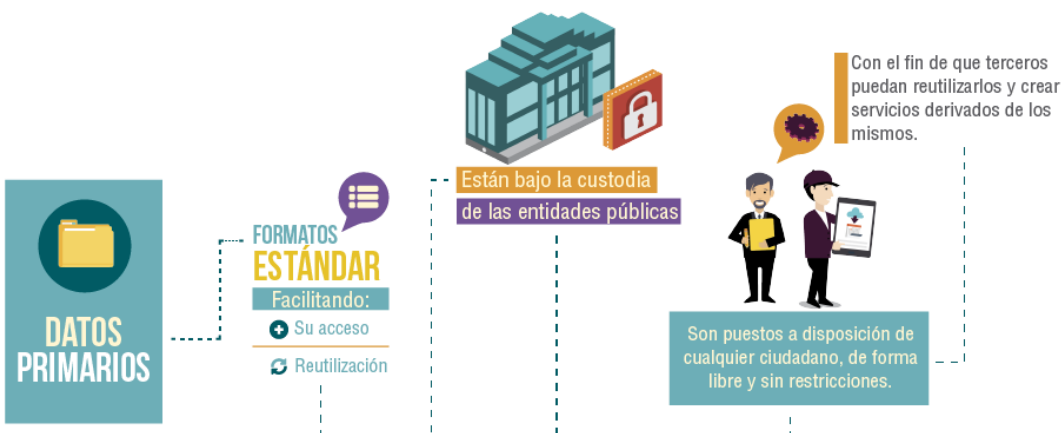 DATOS
PRIMARIOS
FORMATOS
ESTÁNDAR
Facilitando:
Su acceso
Reutilización
Están bajo la custodia
de las entidades públicas
Con el fin de que terceros
puedan reutilizarlos y crear
servicios derivados de los
mismos.
Son puestos a disposición de
cualquier ciudadano, de forma
libre y sin restricciones.